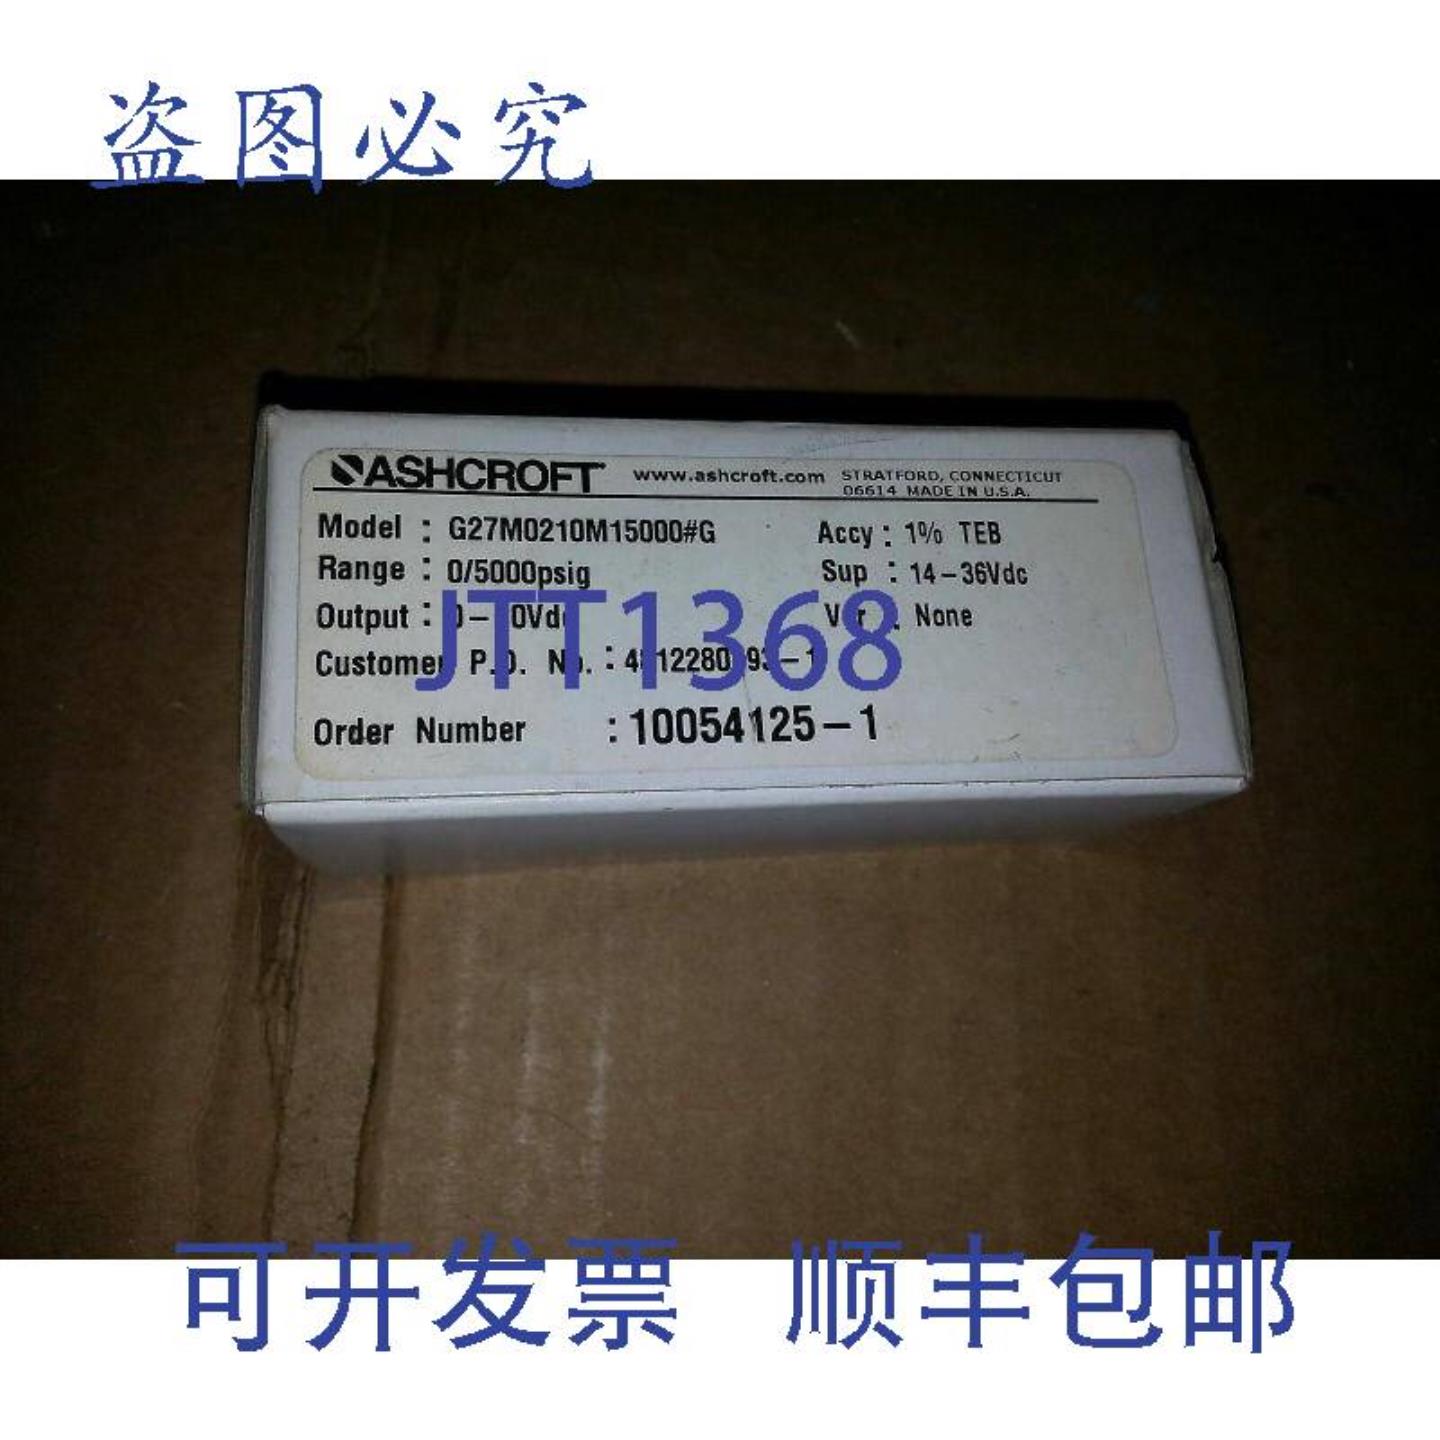 盗图必究
ASHCROFT www.ashcroft.com STRATFORD, CONNECTICUT
06614 MADE IN U.S.A.
Model : G27M0210M15000#G Accy : 1% TEB
Range : 0/5000psig Sup : 14-36Vdc
Output : None
JTT1368
Customer P.O. No. :
Order Number : 10054125-1
可开发票 顺丰包邮